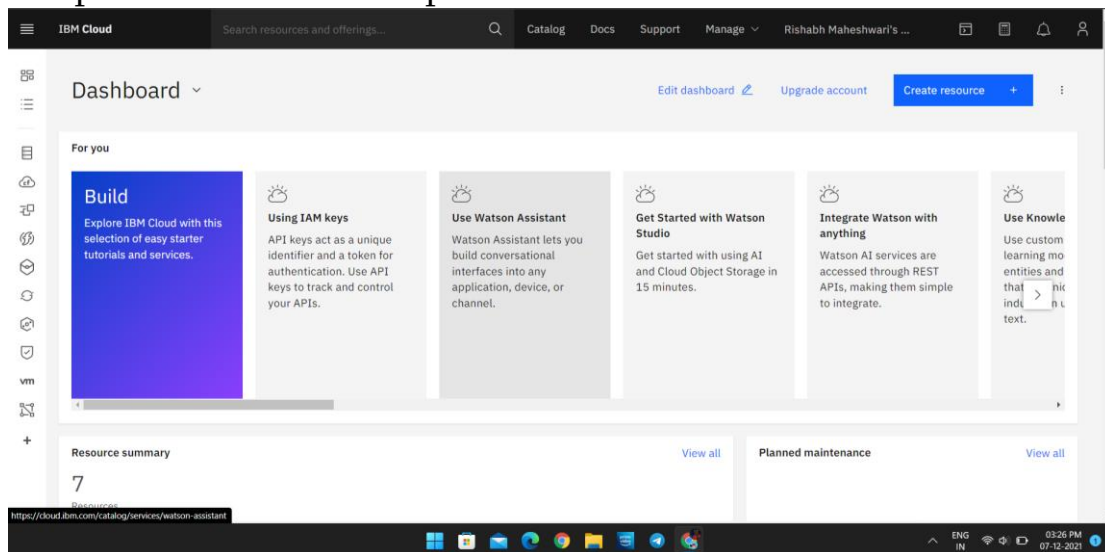 IBM Cloud
Search resources and offerings...
Catalog
Docs
Support
Manage
Rishabh Maheshwari's ...
Dashboard
Edit dashboard
Upgrade account
Create resource +
For you
Build
Explore IBM Cloud with this
selection of easy starter
tutorials and services.
Using IAM keys
API keys act as a unique
identifier and a token for
authentication. Use API
keys to track and control
your APIs.
Use Watson Assistant
Watson Assistant lets you
build conversational
interfaces into any
application, device, or
channel.
Get Started with Watson
Studio
Get started with using AI
and Cloud Object Storage in
15 minutes.
Integrate Watson with
anything
Watson AI services are
accessed through REST
APIs, making them simple
to integrate.
Use Knowle
Use custom
learning mo
entities and
that
text.
vm
Resource summary
View all
7
Resources
Planned maintenance
View all
https://cloud.ibm.com/catalog/services/watson-assistant
ENG
IN
03:26 PM
07-12-2021